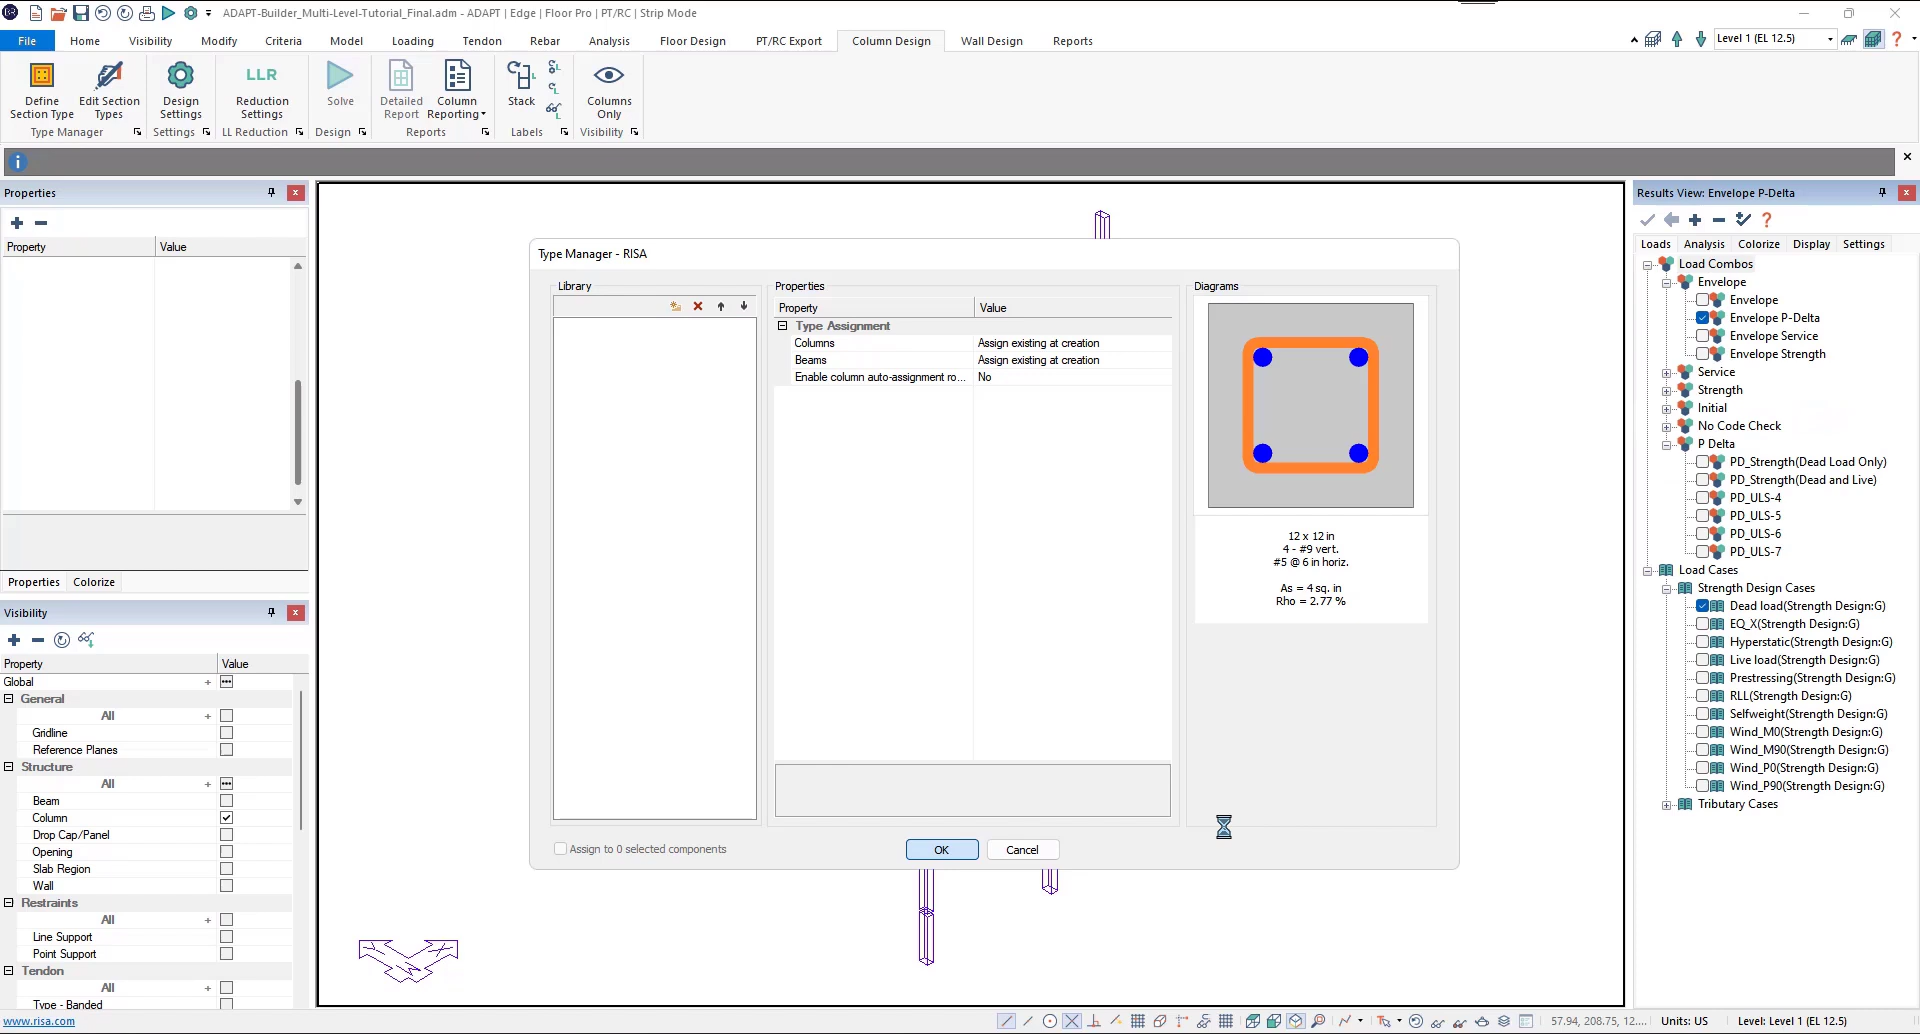 ADAPT-Builder_Multi-Level-Tutorial_Final.adm - ADAPT | Edge | Floor Pro | PT/RC | Strip Mode
File Home Visibility Modify Criteria Model Loading Tendon Rebar Analysis Floor Design PT/RC Export Column Design Wall Design Reports Level 1 (EL 12.5)
LLR
Define Section Type
Edit Section Types
Design Settings
Reduction Settings
Solve
Detailed Report
Column Reporting
Stack
Columns Only
Type Manager Settings LL Reduction Design Reports Labels Visibility
Properties
Property Value
Properties Colorize
Visibility
Property Value
Global
General
All
Gridline
Reference Planes
Structure
All
Beam
Column
Drop Cap/Panel
Opening
Slab Region
Wall
Restraints
All
Line Support
Point Support
Tendon
All
Type - Banded
Type Manager - RISA
Library
Properties
Property Value
Type Assignment
Columns Assign existing at creation
Beams Assign existing at creation
Enable column auto-assignment ro... No
Diagrams
12 x 12 in
4 - #9 vert.
#5 @ 6 in horiz.
As = 4 sq. in
Rho = 2.77 %
Assign to 0 selected components
OK Cancel
Results View: Envelope P-Delta
Loads Analysis Colorize Display Settings
Load Combos
Envelope
Envelope
Envelope P-Delta
Envelope Service
Envelope Strength
Service
Strength
Initial
No Code Check
P Delta
PD_Strength(Dead Load Only)
PD_Strength(Dead and Live)
PD_ULS-4
PD_ULS-5
PD_ULS-6
PD_ULS-7
Load Cases
Strength Design Cases
Dead load(Strength Design:G)
EQ_X(Strength Design:G)
Hyperstatic(Strength Design:G)
Live load(Strength Design:G)
Prestressing(Strength Design:G)
RLL(Strength Design:G)
Selfweight(Strength Design:G)
Wind_M0(Strength Design:G)
Wind_M90(Strength Design:G)
Wind_P0(Strength Design:G)
Wind_P90(Strength Design:G)
Tributary Cases
www.risa.com
57.94, 208.75, 12.... Units: US Level: Level 1 (EL 12.5)